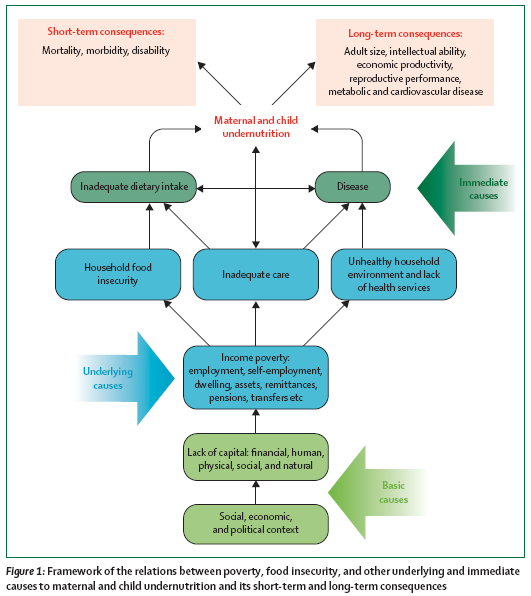 Short-term consequences:
Mortality, morbidity, disability
Long-term consequences:
Adult size, intellectual ability,
economic productivity,
reproductive performance,
metabolic and cardiovascular disease
Maternal and child
undernutrition
Inadequate dietary intake
Disease
Immediate
causes
Household food
insecurity
Inadequate care
Unhealthy household
environment and lack
of health services
Underlying
causes
Income poverty:
employment, self-employment,
dwelling, assets, remittances,
pensions, transfers etc
Lack of capital: financial, human,
physical, social, and natural
Basic
causes
Social, economic,
and political context
Figure 1: Framework of the relations between poverty, food insecurity, and other underlying and immediate
causes to maternal and child undernutrition and its short-term and long-term consequences